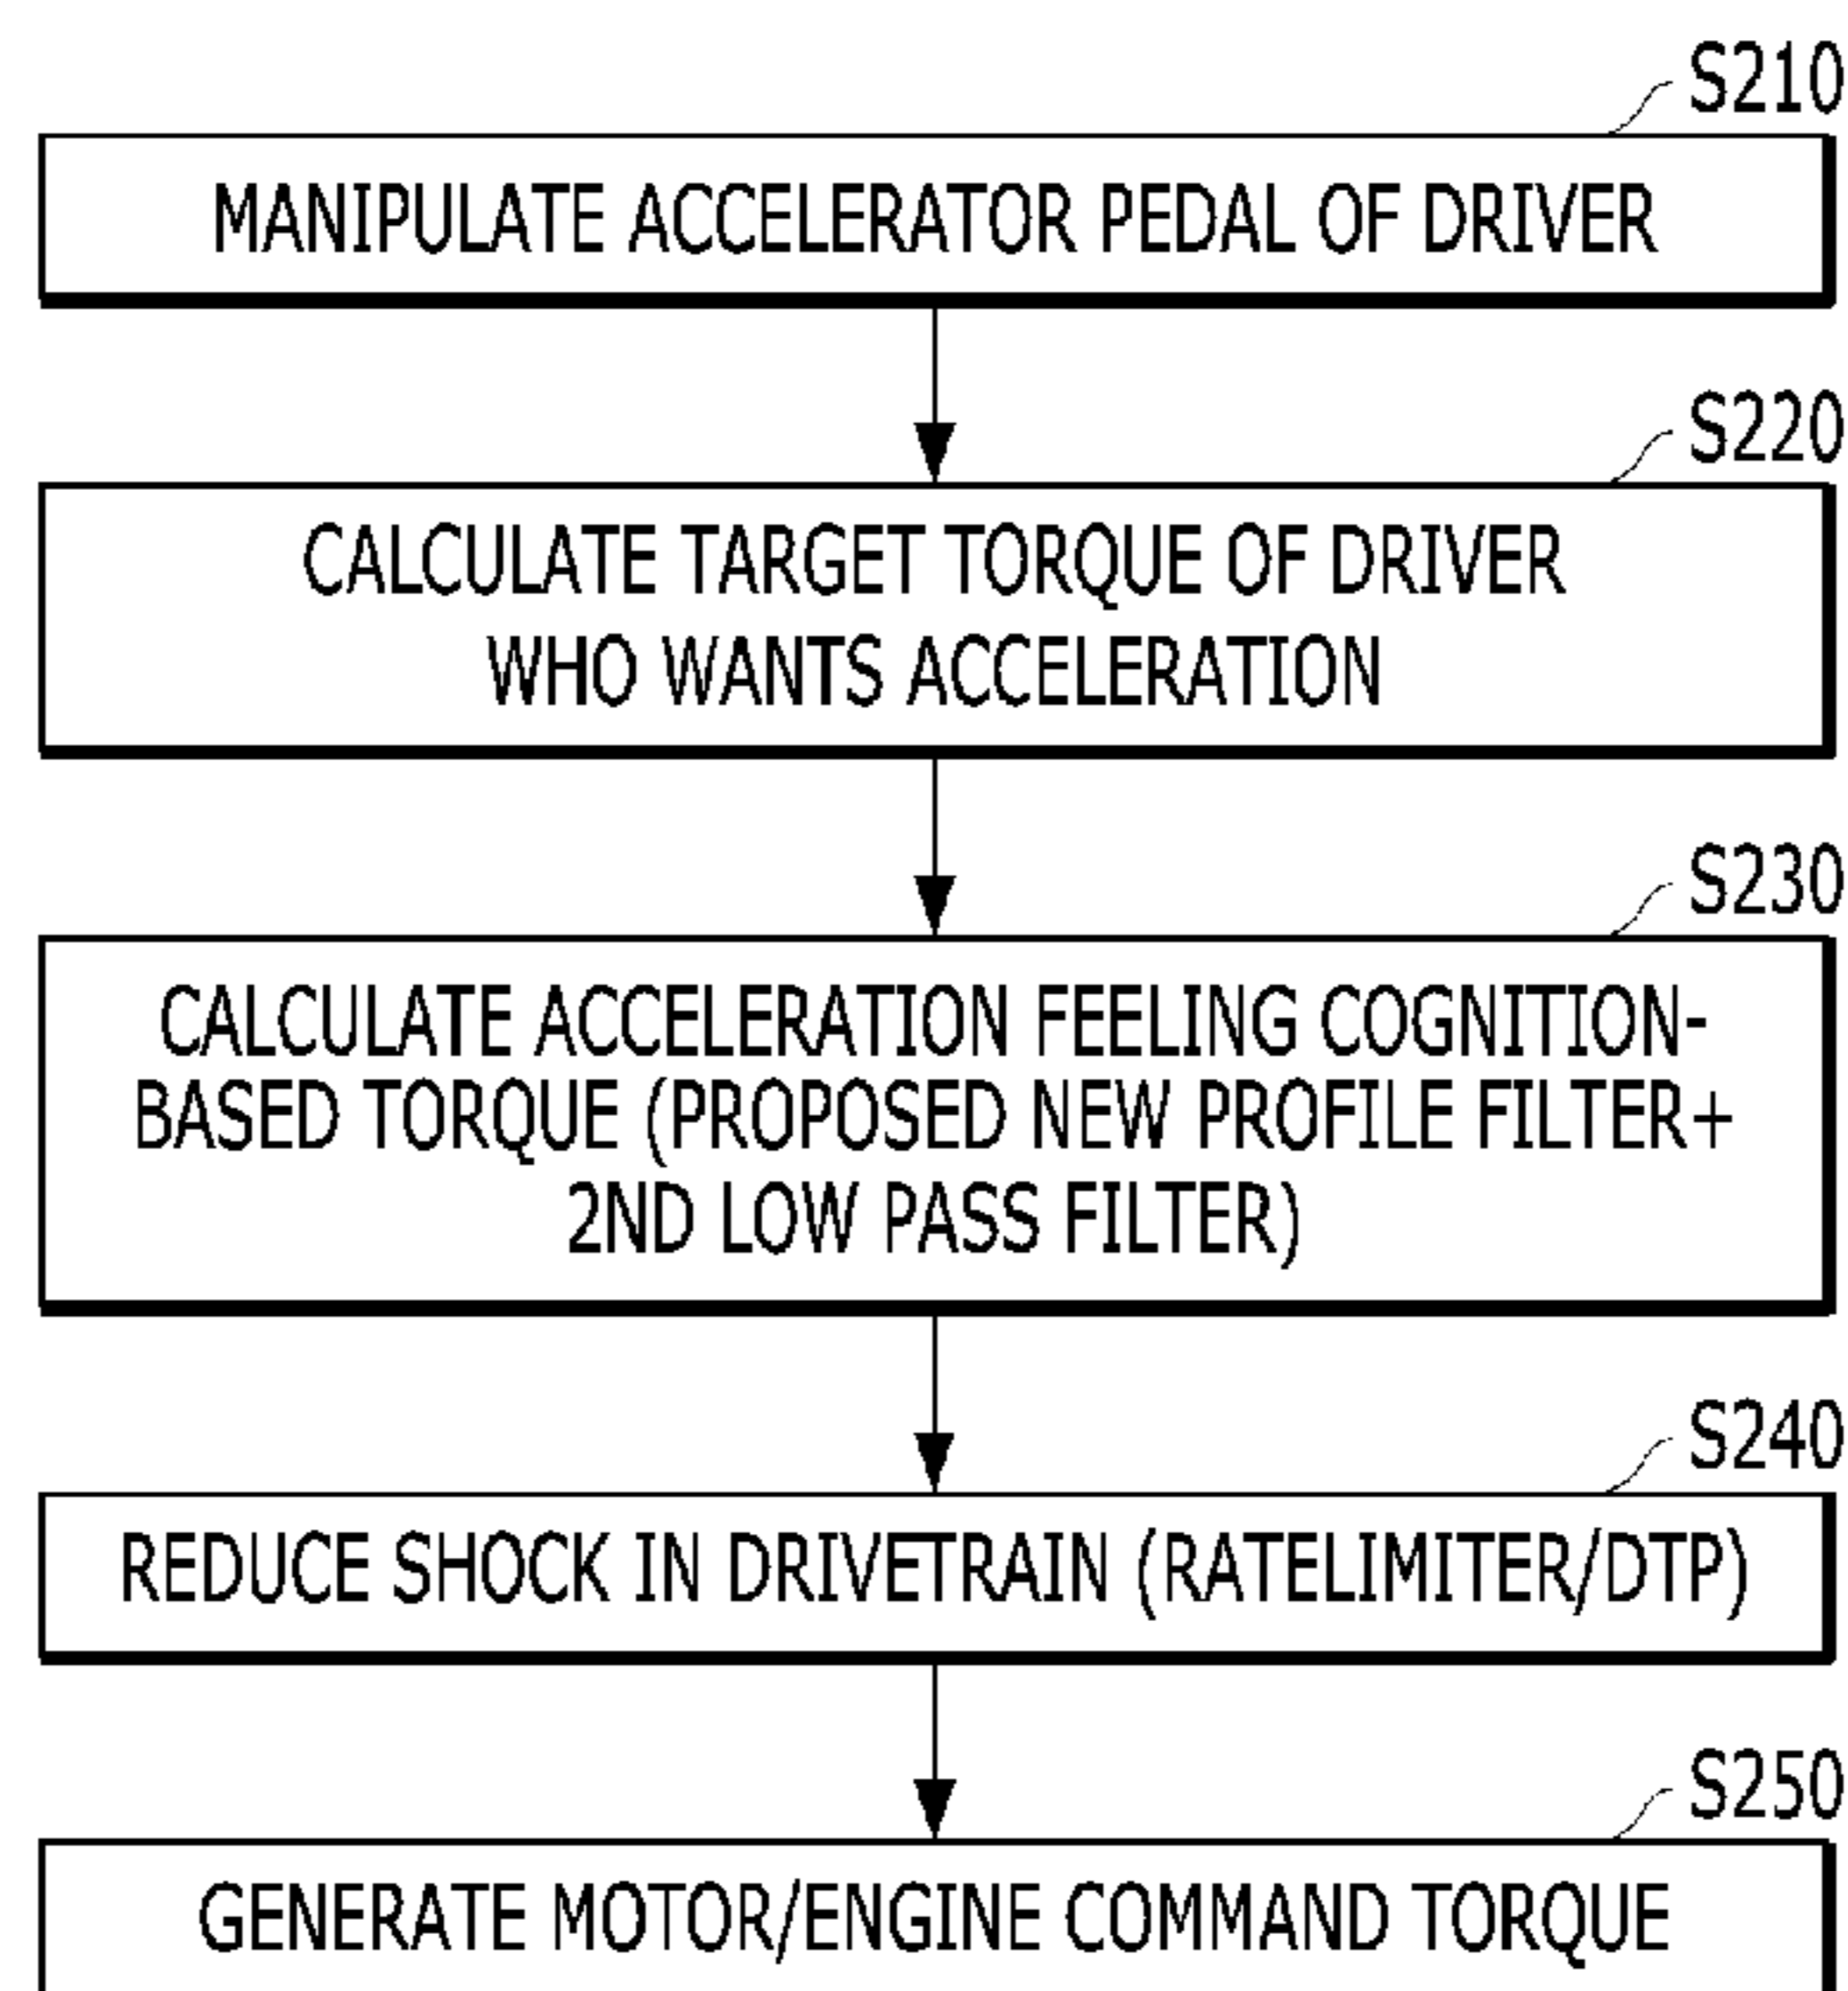 S210
MANIPULATE ACCELERATOR PEDAL OF DRIVER
S220
CALCULATE TARGET TORQUE OF DRIVER
WHO WANTS ACCELERATION
S230
CALCULATE ACCELERATION FEELING COGNITION-
BASED TORQUE (PROPOSED NEW PROFILE FILTER+
2ND LOW PASS FILTER)
S240
REDUCE SHOCK IN DRIVETRAIN (RATELIMITER/DTP)
S250
GENERATE MOTOR/ENGINE COMMAND TORQUE